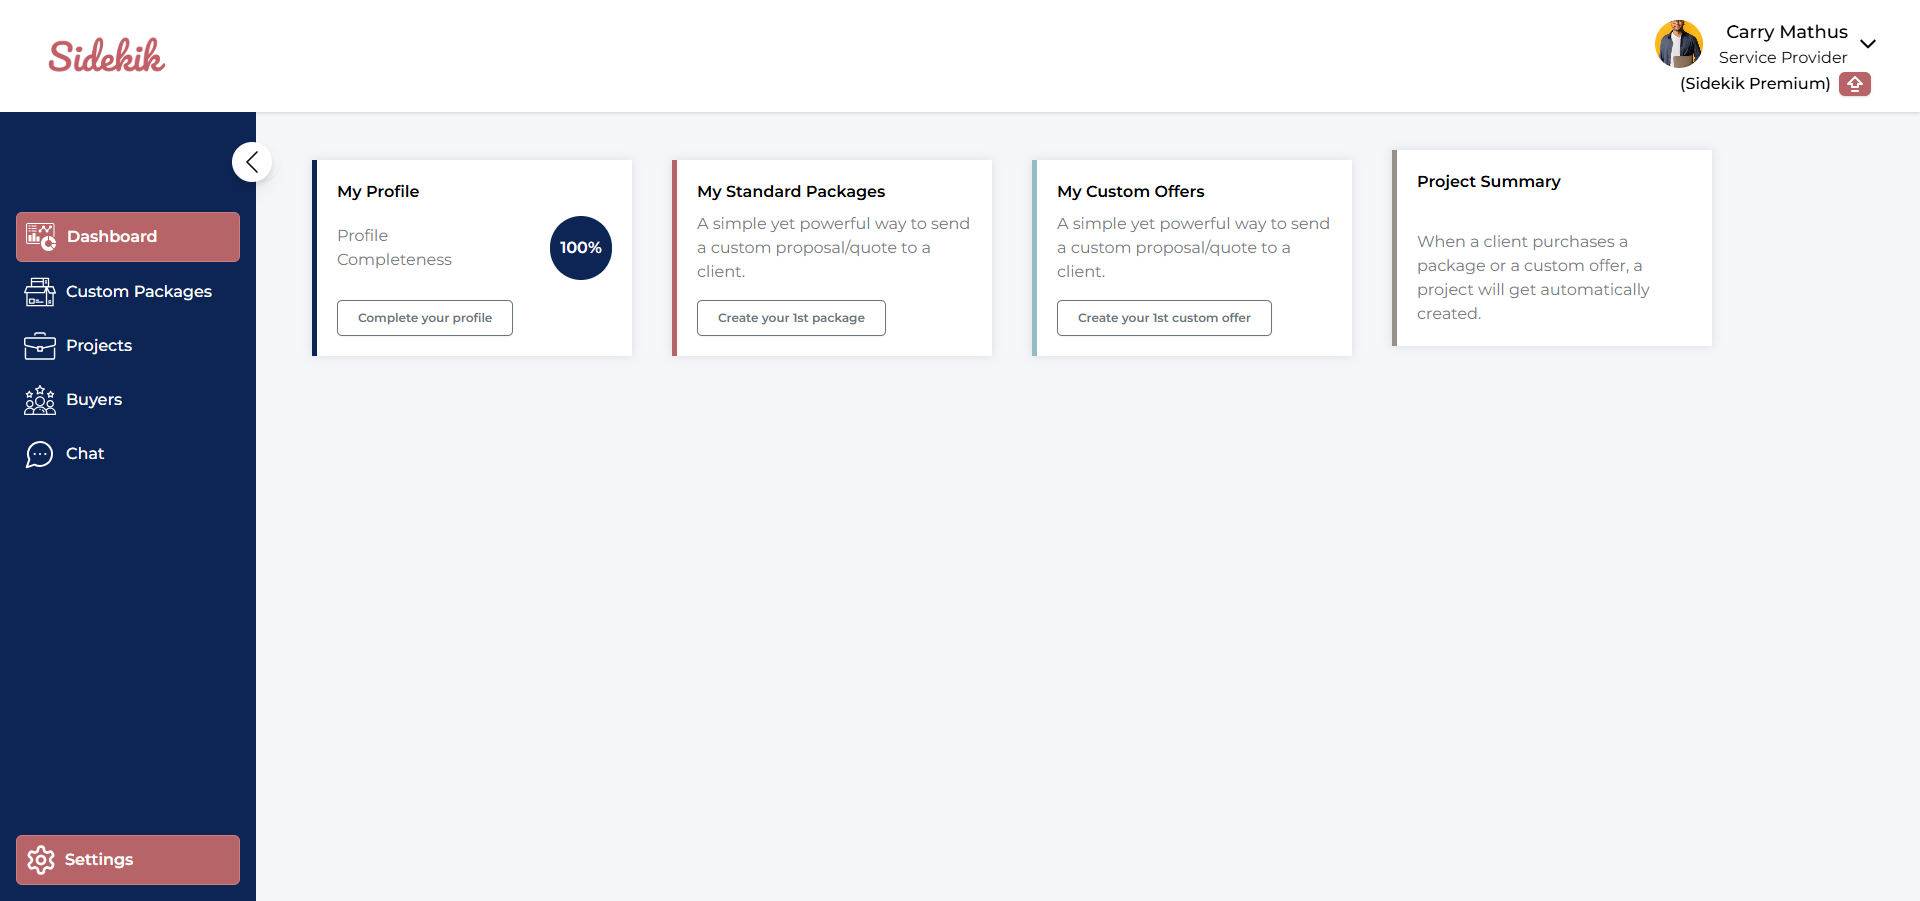 Sidekik
Carry Mathus
Service Provider
(Sidekik Premium)
Dashboard
Custom Packages
Projects
Buyers
Chat
Settings
My Profile
Profile
Completeness
100%
Complete your profile
My Standard Packages
A simple yet powerful way to send
a custom proposal/quote to a
client.
Create your 1st package
My Custom Offers
A simple yet powerful way to send
a custom proposal/quote to a
client.
Create your 1st custom offer
Project Summary
When a client purchases a
package or a custom offer, a
project will get automatically
created.